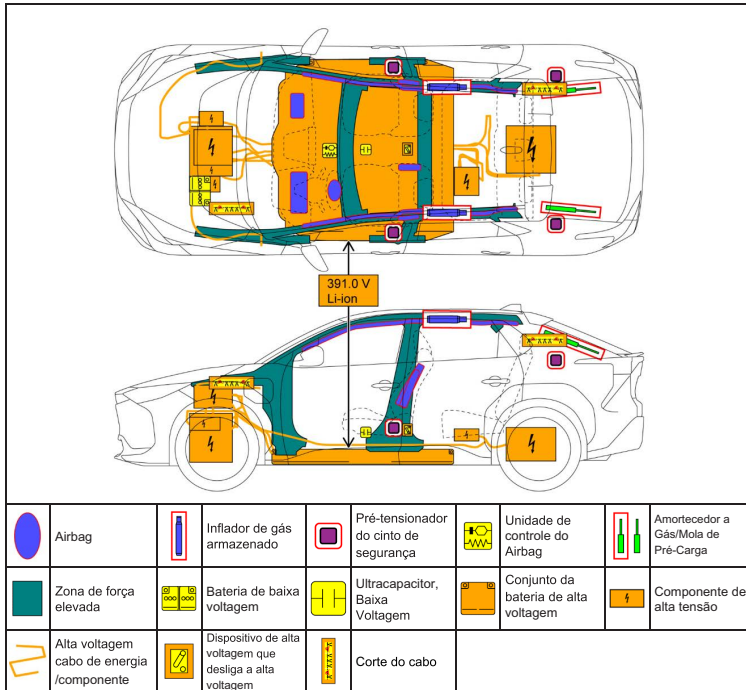 391.0 V
Li-ion
Airbag
Inflador de gás
armazenado
Pré-tensionador
do cinto de
segurança
Unidade de
controle do
Airbag
Amortecedor a
Gás/Mola de
Pré-Carga
Zona de força
elevada
Bateria de baixa
voltagem
Ultracapacitor,
Baixa
Voltagem
Conjunto da
bateria de alta
voltagem
Componente de
alta tensão
Alta voltagem
cabo de energia
/componente
Dispositivo de alta
voltagem que
desliga a alta
voltagem
Corte do cabo